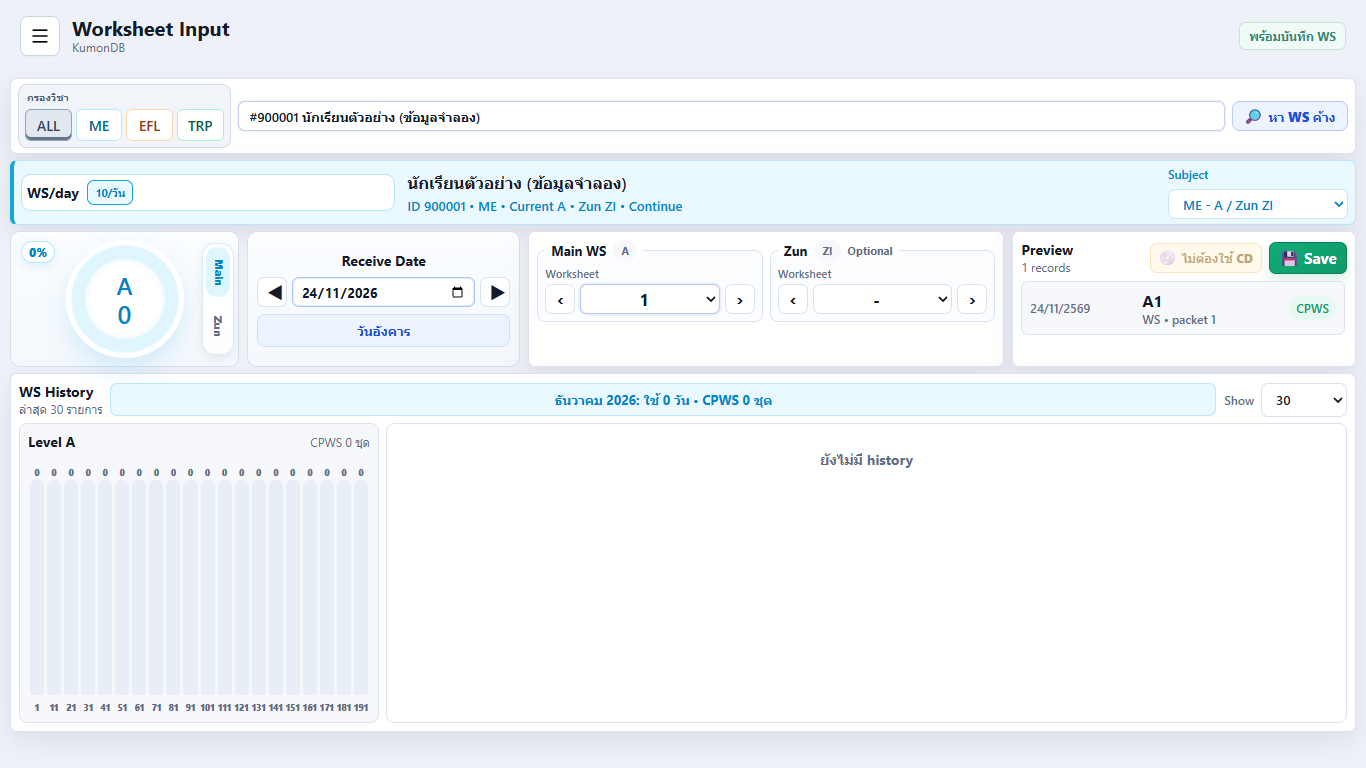 ☰
Worksheet Input
KumonDB
พร้อมบันทึก WS
กรองวิชา
ALL ME EFL TRP
#900001 นักเรียนตัวอย่าง (ข้อมูลจำลอง)
🔎 หา WS ค้าง
WS/day 10/วัน
นักเรียนตัวอย่าง (ข้อมูลจำลอง)
ID 900001 • ME • Current A • Zun ZI • Continue
Subject
ME - A / Zun ZI
0%
A
0
Main
Zun
Receive Date
◀ 24/11/2026 ▶
วันอังคาร
Main WS A
Worksheet
‹ 1 ›
Zun ZI Optional
Worksheet
‹ - ›
Preview
1 records
💿 ไม่ต้องใช้ CD
💾 Save
24/11/2569
A1
WS • packet 1
CPWS
WS History
ล่าสุด 30 รายการ
ธันวาคม 2026: ใช้ 0 วัน • CPWS 0 ชุด
Show 30
Level A
CPWS 0 ชุด
0 0 0 0 0 0 0 0 0 0 0 0 0 0 0 0 0 0 0 0
1 11 21 31 41 51 61 71 81 91 101 111 121 131 141 151 161 171 181 191
ยังไม่มี history